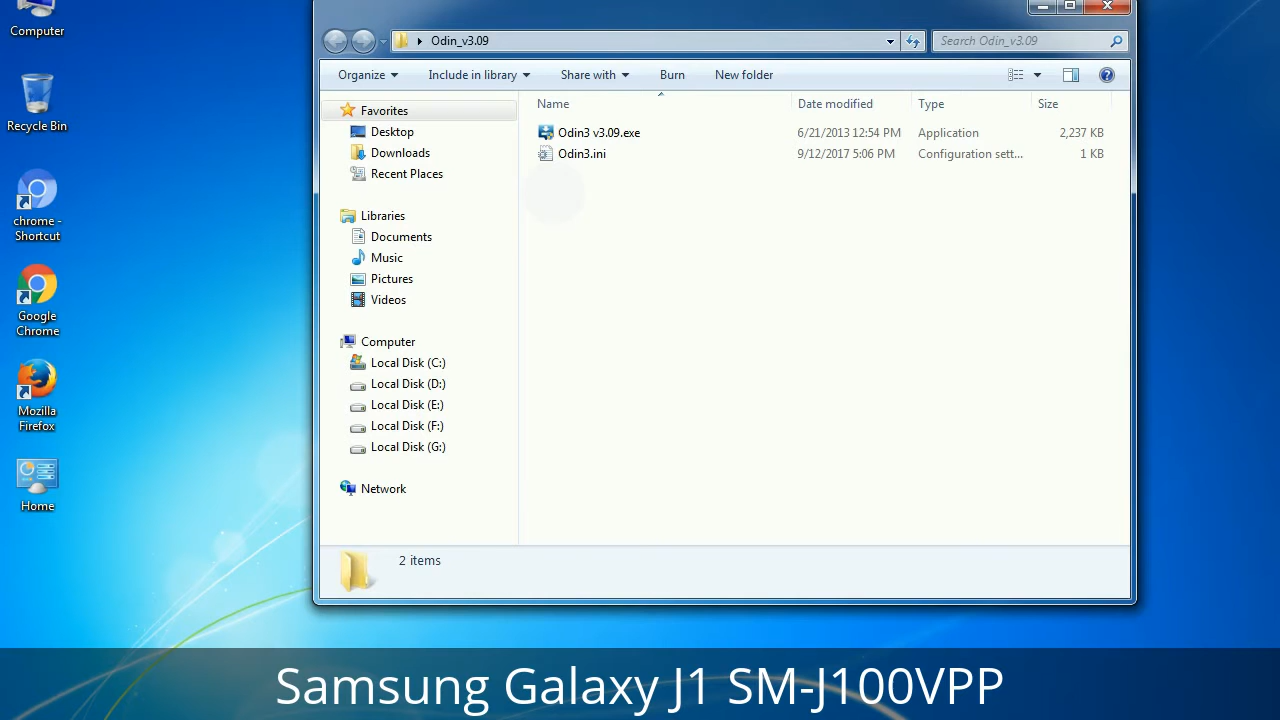 Computer
Recycle Bin
chrome -
Shortcut
Google
Chrome
Mozilla
Firefox
Home
Odin_v3.09
Search Odin_v3.09
Organize
Include in library
Share with
Burn
New folder
Name
Date modified
Type
Size
Odin3 v3.09.exe
6/21/2013 12:54 PM
Application
2,237 KB
Odin3.ini
9/12/2017 5:06 PM
Configuration sett...
1 KB
Favorites
Desktop
Downloads
Recent Places
Libraries
Documents
Music
Pictures
Videos
Computer
Local Disk (C:)
Local Disk (D:)
Local Disk (E:)
Local Disk (F:)
Local Disk (G:)
Network
2 items
Samsung Galaxy J1 SM-J100VPP